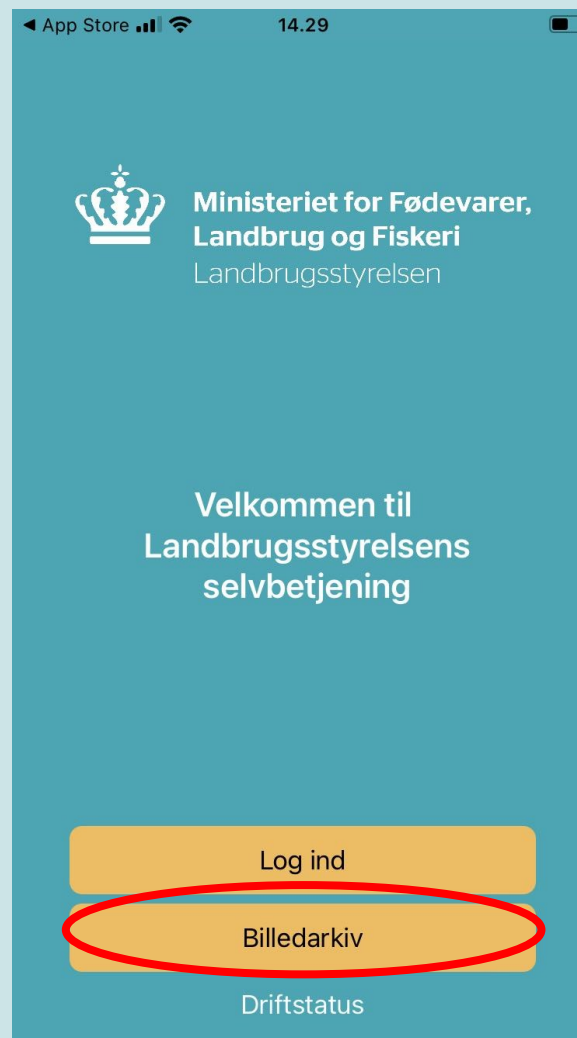 ◀ App Store 14.29
Ministeriet for Fødevarer,
Landbrug og Fiskeri
Landbrugsstyrelsen
Velkommen til
Landbrugsstyrelsens
selvbetjening
Log ind
Billedarkiv
Driftstatus